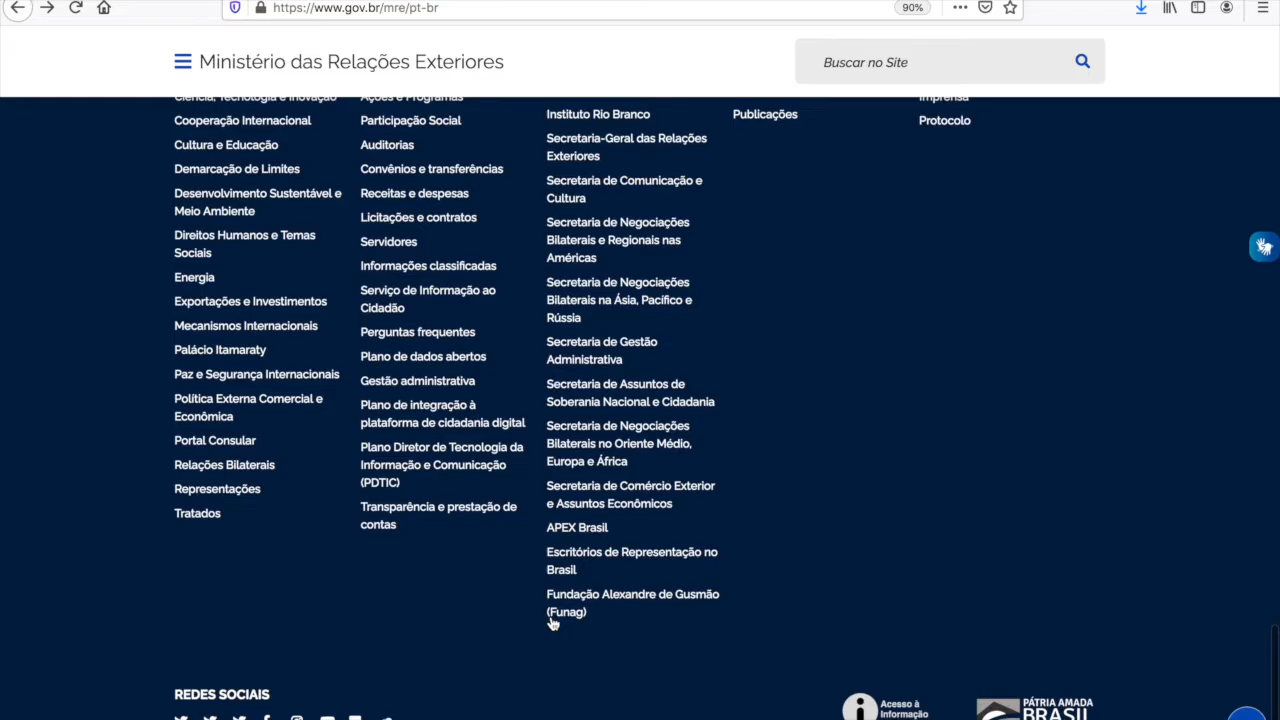 https://www.gov.br/mre/pt-br
90%
Ministério das Relações Exteriores
Buscar no Site
Ciência, Tecnologia e Inovação
Cooperação Internacional
Cultura e Educação
Demarcação de Limites
Desenvolvimento Sustentável e
Meio Ambiente
Direitos Humanos e Temas
Sociais
Energia
Exportações e Investimentos
Mecanismos Internacionais
Palácio Itamaraty
Paz e Segurança Internacionais
Política Externa Comercial e
Econômica
Portal Consular
Relações Bilaterais
Representações
Tratados
Ações e Programas
Participação Social
Auditorias
Convênios e transferências
Receitas e despesas
Licitações e contratos
Servidores
Informações classificadas
Serviço de Informação ao
Cidadão
Perguntas frequentes
Plano de dados abertos
Gestão administrativa
Plano de integração à
plataforma de cidadania digital
Plano Diretor de Tecnologia da
Informação e Comunicação
(PDTIC)
Transparência e prestação de
contas
Instituto Rio Branco
Secretaria-Geral das Relações
Exteriores
Secretaria de Comunicação e
Cultura
Secretaria de Negociações
Bilaterais e Regionais nas
Américas
Secretaria de Negociações
Bilaterais na Ásia, Pacífico e
Rússia
Secretaria de Gestão
Administrativa
Secretaria de Assuntos de
Soberania Nacional e Cidadania
Secretaria de Negociações
Bilaterais no Oriente Médio,
Europa e África
Secretaria de Comércio Exterior
e Assuntos Econômicos
APEX Brasil
Escritórios de Representação no
Brasil
Fundação Alexandre de Gusmão
(Funag)
Publicações
Imprensa
Protocolo
REDES SOCIAIS
Acesso à
Informação
PÁTRIA AMADA
BRASIL